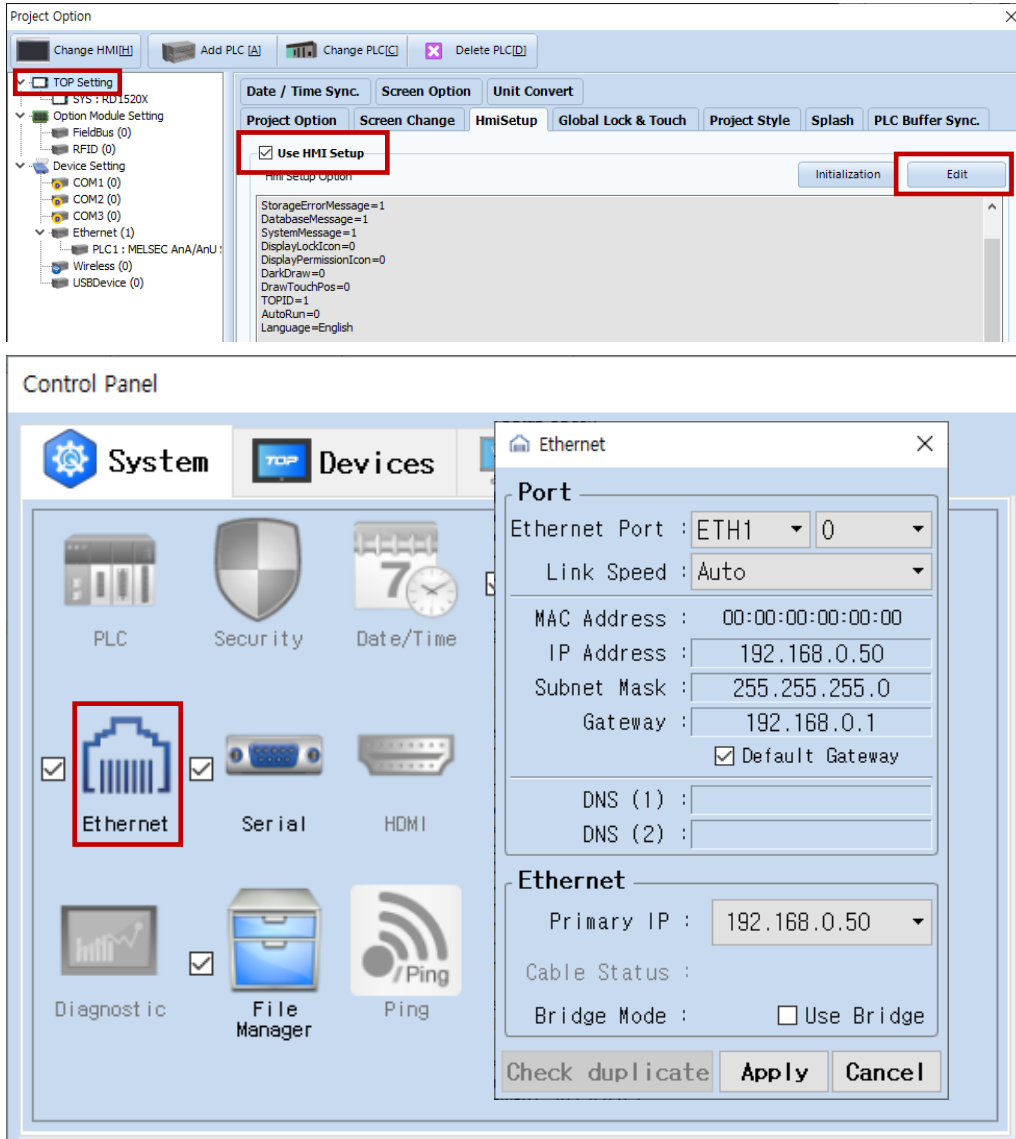 Project Option
Change HMI[H] Add PLC [A] Change PLC[C] Delete PLC[D]
TOP Setting
SYS : RD1520X
Option Module Setting
FieldBus (0)
RFID (0)
Device Setting
COM1 (0)
COM2 (0)
COM3 (0)
Ethernet (1)
PLC1 : MELSEC AnA/AnU
Wireless (0)
USBDevice (0)
Date / Time Sync. Screen Option Unit Convert
Project Option Screen Change HmiSetup Global Lock & Touch Project Style Splash PLC Buffer Sync.
Use HMI Setup
Hmi Setup Option
Initialization Edit
StorageErrorMessage=1
DatabaseMessage=1
SystemMessage=1
DisplayLockIcon=0
DisplayPermissionIcon=0
DarkDraw=0
DrawTouchPos=0
TOPID=1
AutoRun=0
Language=English
Control Panel
System TOP Devices
7
PLC Security Date/Time
Ethernet Serial HDMI
/Ping
Diagnostic File Manager Ping
Ethernet
Port
Ethernet Port : ETH1 0
Link Speed : Auto
MAC Address : 00:00:00:00:00:00
IP Address : 192.168.0.50
Subnet Mask : 255.255.255.0
Gateway : 192.168.0.1
Default Gateway
DNS (1) :
DNS (2) :
Ethernet
Primary IP : 192.168.0.50
Cable Status :
Bridge Mode : Use Bridge
Check duplicate Apply Cancel